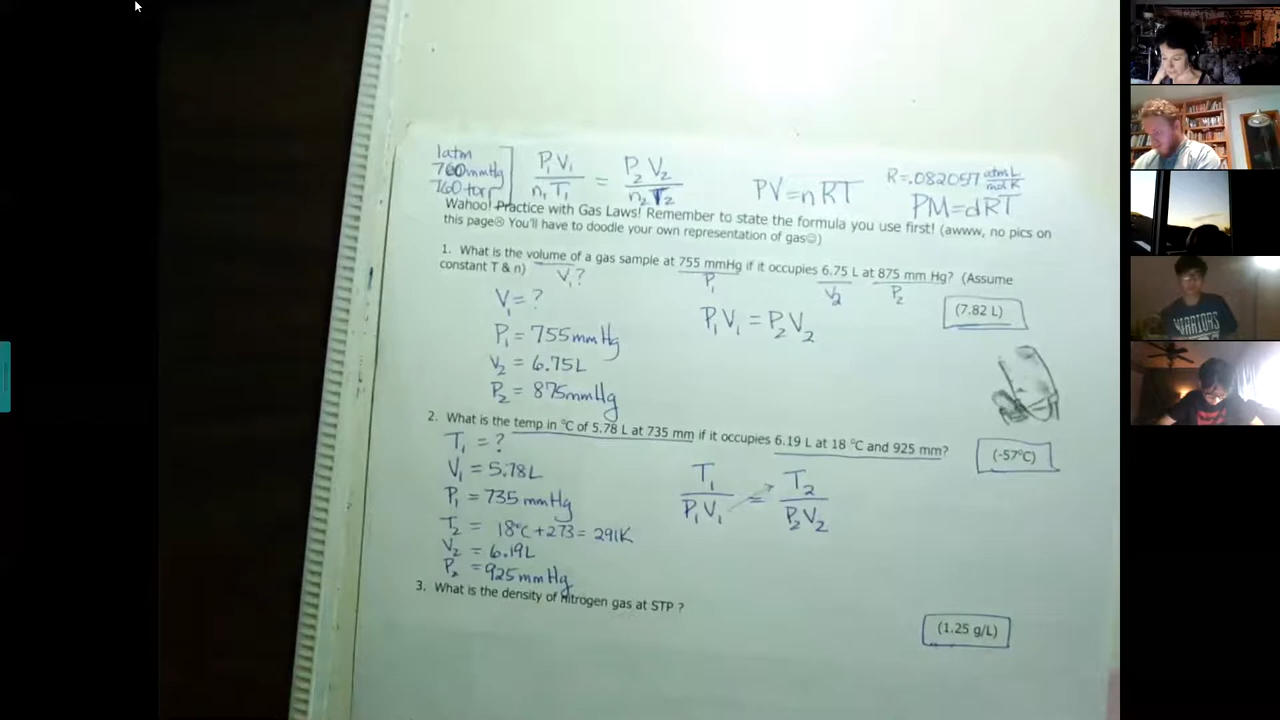 1atm
760mmHg
760 torr
P₁V₁ / n₁T₁ = P₂V₂ / n₂T₂
PV=nRT
R=.082057 atm L / mol K
PM=dRT
Wahoo! Practice with Gas Laws! Remember to state the formula you use first! (awww, no pics on
this page☹ You'll have to doodle your own representation of gas☺)
1. What is the volume of a gas sample at 755 mmHg if it occupies 6.75 L at 875 mm Hg? (Assume
constant T & n)
V₁? P₁ V₂ P₂
V₁ = ?
P₁ = 755mmHg
V₂ = 6.75L
P₂ = 875mmHg
P₁V₁ = P₂V₂
(7.82 L)
2. What is the temp in °C of 5.78 L at 735 mm if it occupies 6.19 L at 18 °C and 925 mm?
T₁ = ?
V₁ = 5.78L
P₁ = 735 mmHg
T₂ = 18°C+273= 291K
V₂ = 6.19L
P₂ = 925mmHg
T₁ / P₁V₁ = T₂ / P₂V₂
(-57°C)
3. What is the density of nitrogen gas at STP ?
(1.25 g/L)
WARRIORS